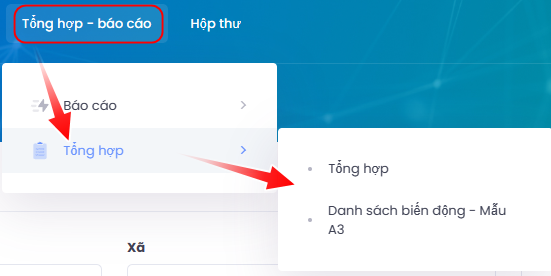 Tổng hợp - báo cáo
Hộp thư
Báo cáo
Tổng hợp
Tổng hợp
Danh sách biến động - Mẫu
A3
Xã